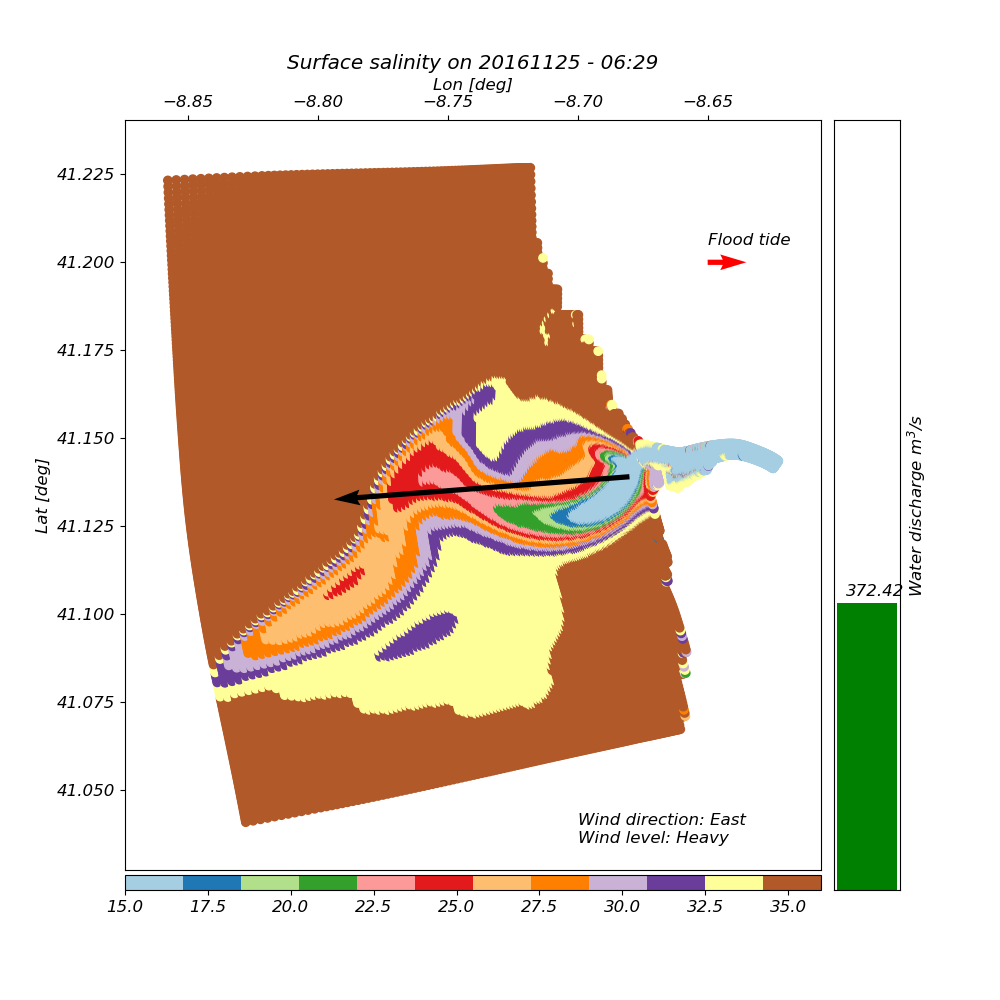 Surface salinity on 20161125 - 06:29
Lon [deg]
−8.85 −8.80 −8.75 −8.70 −8.65
41.225
41.200
41.175
41.150
41.125
41.100
41.075
41.050
Lat [deg]
Flood tide
Wind direction: East
Wind level: Heavy
372.42
Water discharge m³/s
15.0 17.5 20.0 22.5 25.0 27.5 30.0 32.5 35.0